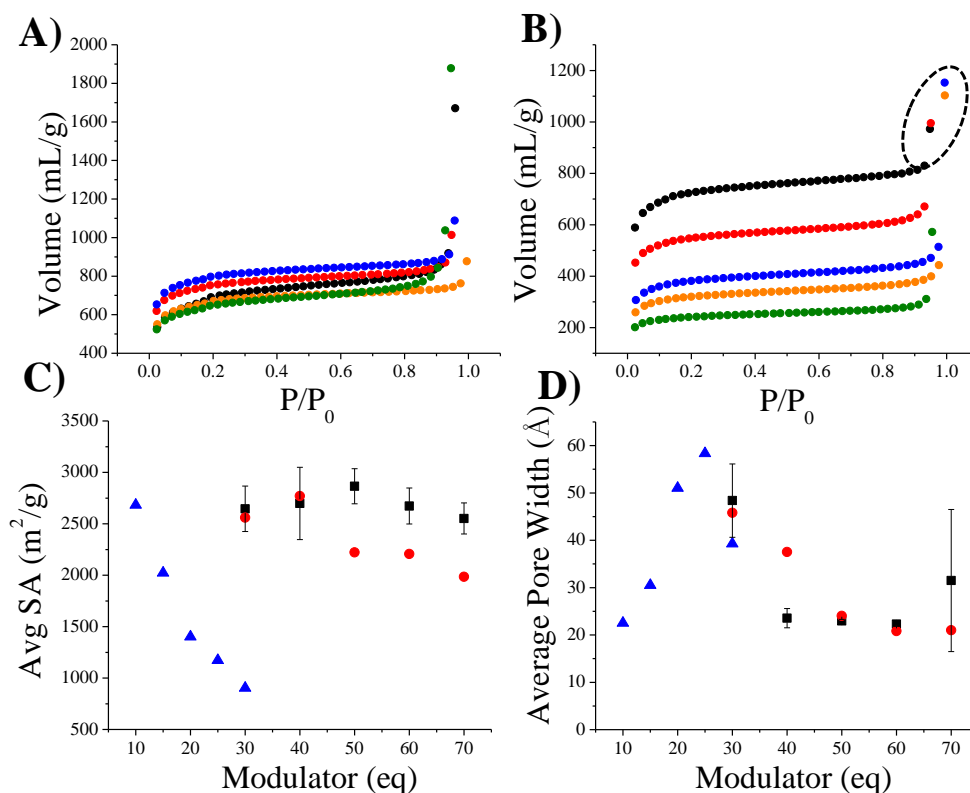 A)
2000
1800
1600
1400
1200
1000
800
600
400
Volume (mL/g)
0.0 0.2 0.4 0.6 0.8 1.0
P/P0
B)
1200
1000
800
600
400
200
Volume (mL/g)
0.0 0.2 0.4 0.6 0.8 1.0
P/P0
C)
3500
3000
2500
2000
1500
1000
500
Avg SA (m2/g)
10 20 30 40 50 60 70
Modulator (eq)
D)
60
50
40
30
20
10
0
Average Pore Width (Å)
10 20 30 40 50 60 70
Modulator (eq)